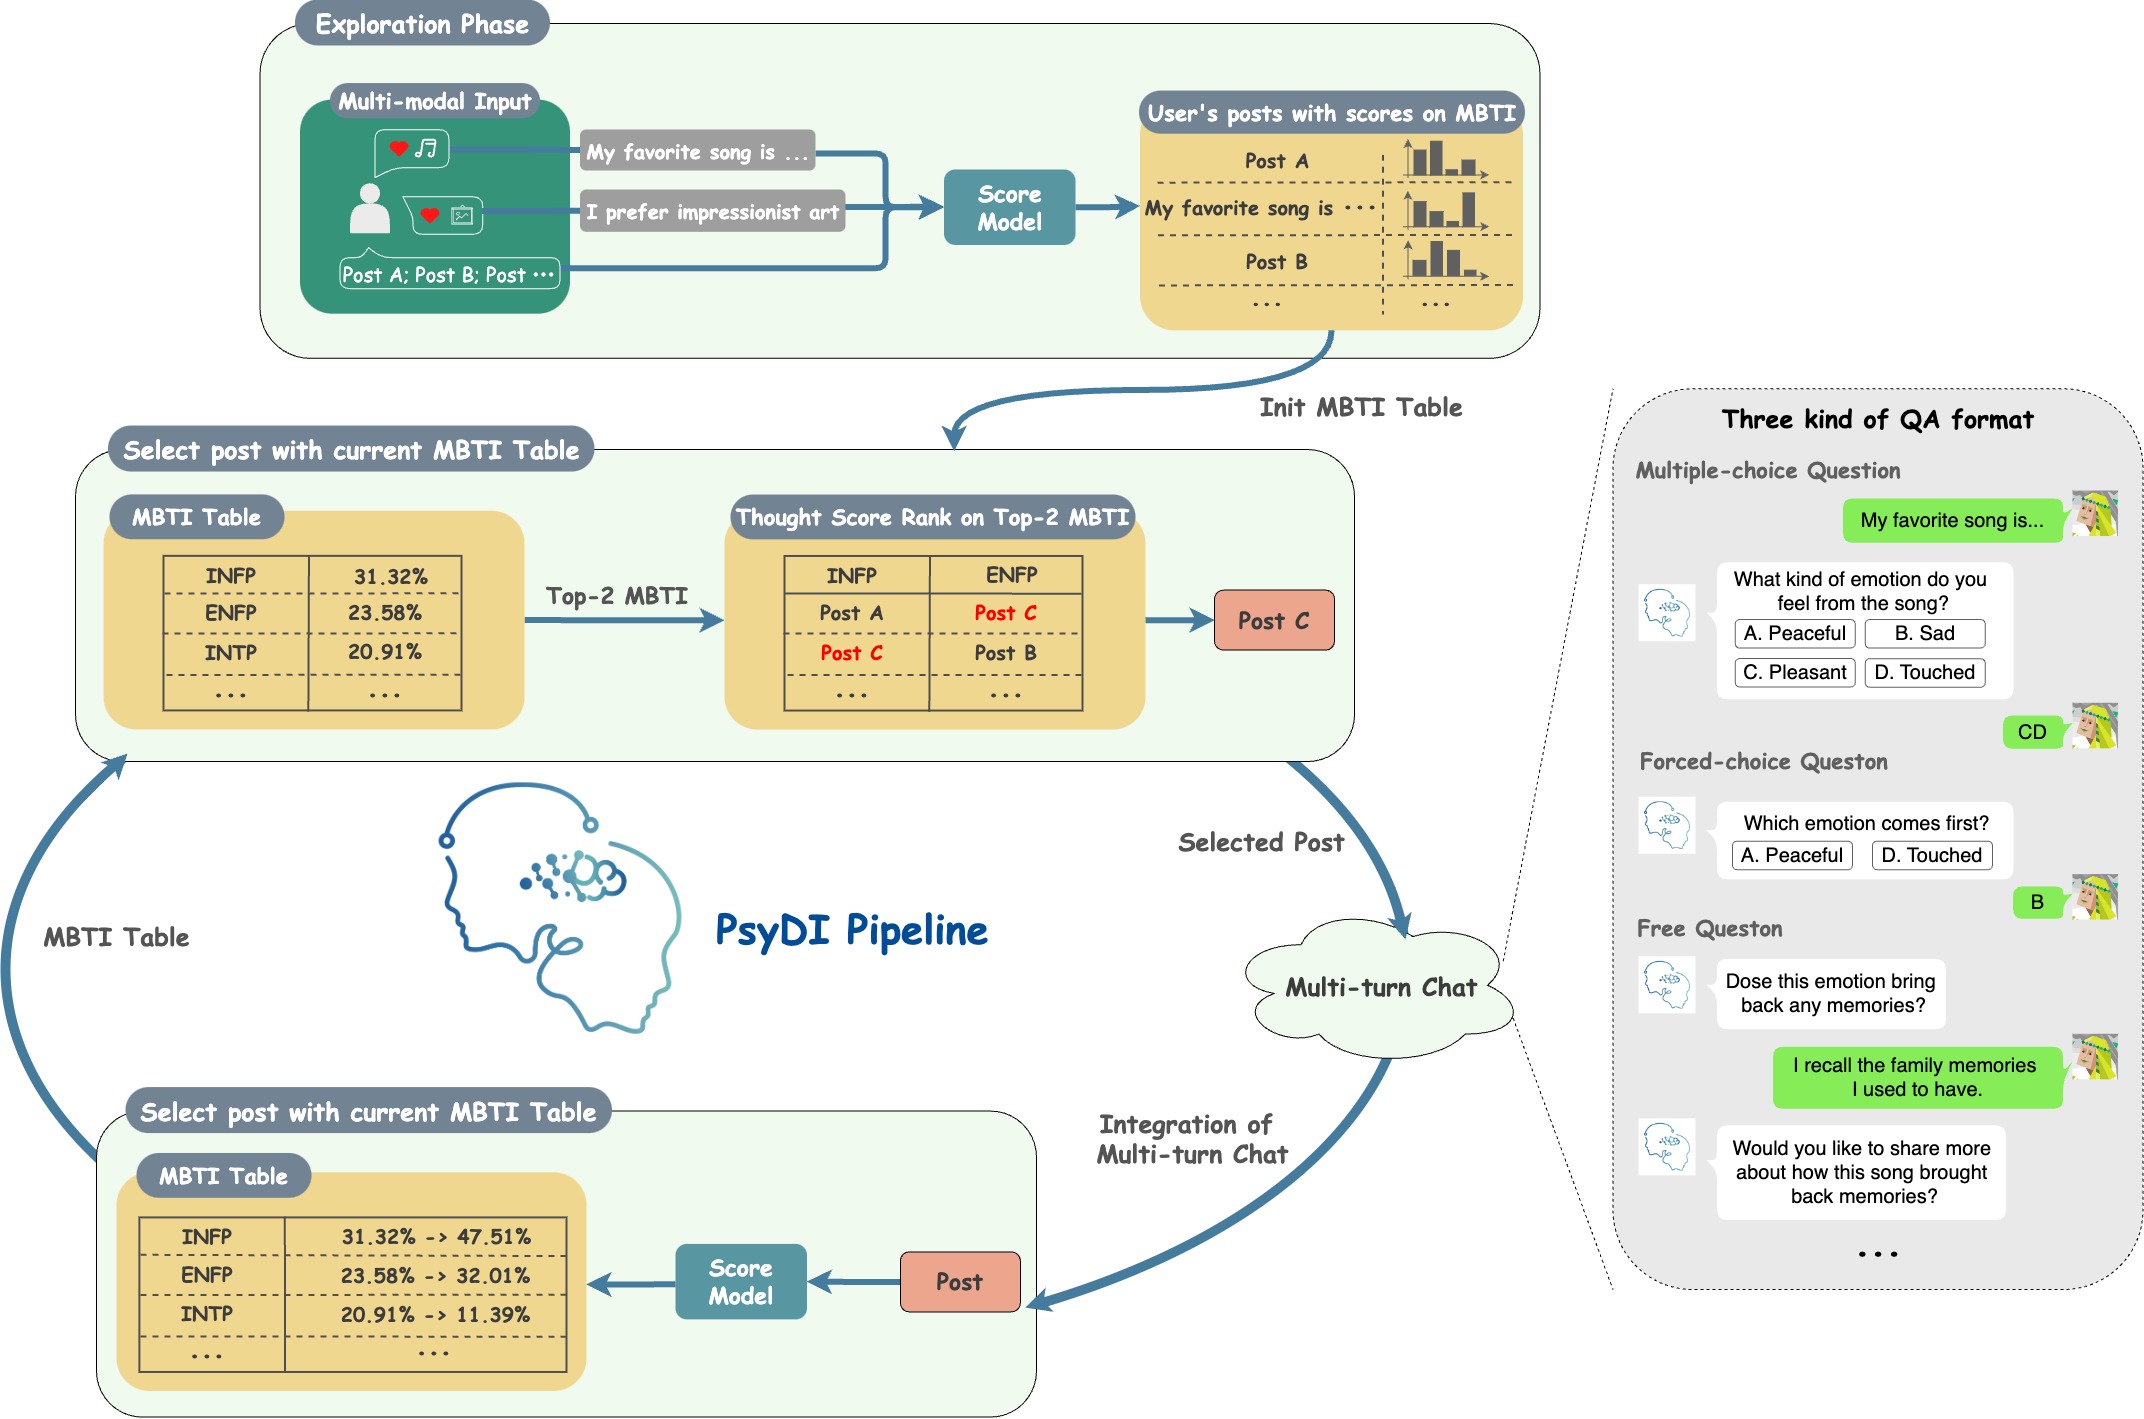 Exploration Phase
Multi-modal Input
My favorite song is ...
I prefer impressionist art
Post A; Post B; Post ...
Score
Model
User's posts with scores on MBTI
Post A
My favorite song is ...
Post B
... ...
Init MBTI Table
Select post with current MBTI Table
MBTI Table
INFP 31.32%
ENFP 23.58%
INTP 20.91%
... ...
Top-2 MBTI
Thought Score Rank on Top-2 MBTI
INFP ENFP
Post A Post C
Post C Post B
... ...
Post C
Selected Post
MBTI Table
PsyDI Pipeline
Multi-turn Chat
Integration of
Multi-turn Chat
Select post with current MBTI Table
MBTI Table
INFP 31.32% -> 47.51%
ENFP 23.58% -> 32.01%
INTP 20.91% -> 11.39%
... ...
Score
Model
Post
Three kind of QA format
Multiple-choice Question
My favorite song is...
What kind of emotion do you
feel from the song?
A. Peaceful B. Sad
C. Pleasant D. Touched
CD
Forced-choice Queston
Which emotion comes first?
A. Peaceful D. Touched
B
Free Queston
Dose this emotion bring
back any memories?
I recall the family memories
I used to have.
Would you like to share more
about how this song brought
back memories?
...